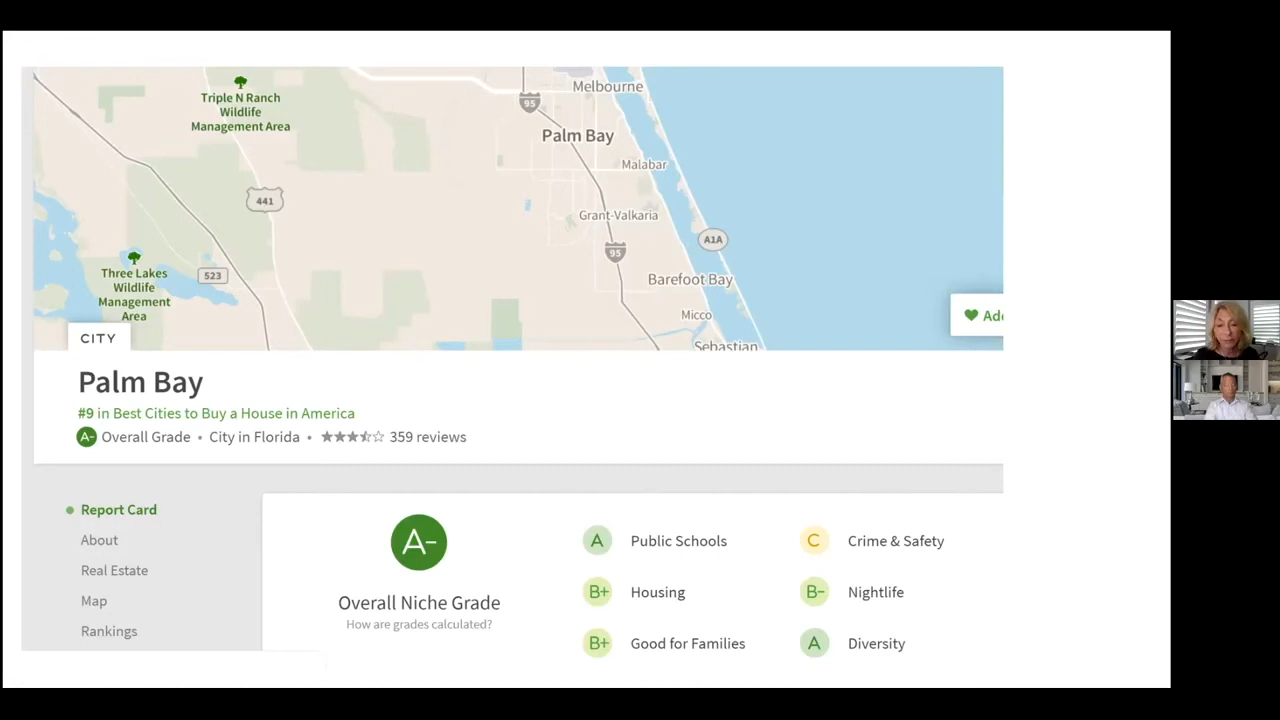 Melbourne
Triple N Ranch
Wildlife
Management Area
95
Palm Bay
Malabar
441
Grant-Valkaria
A1A
95
Three Lakes
Wildlife
Management
Area
523
Barefoot Bay
Micco
Sebastian
Add
CITY
Palm Bay
#9 in Best Cities to Buy a House in America
A- Overall Grade • City in Florida • ★★★☆☆ 359 reviews
Report Card
About
Real Estate
Map
Rankings
A-
Overall Niche Grade
How are grades calculated?
A Public Schools
C Crime & Safety
B+ Housing
B- Nightlife
B+ Good for Families
A Diversity